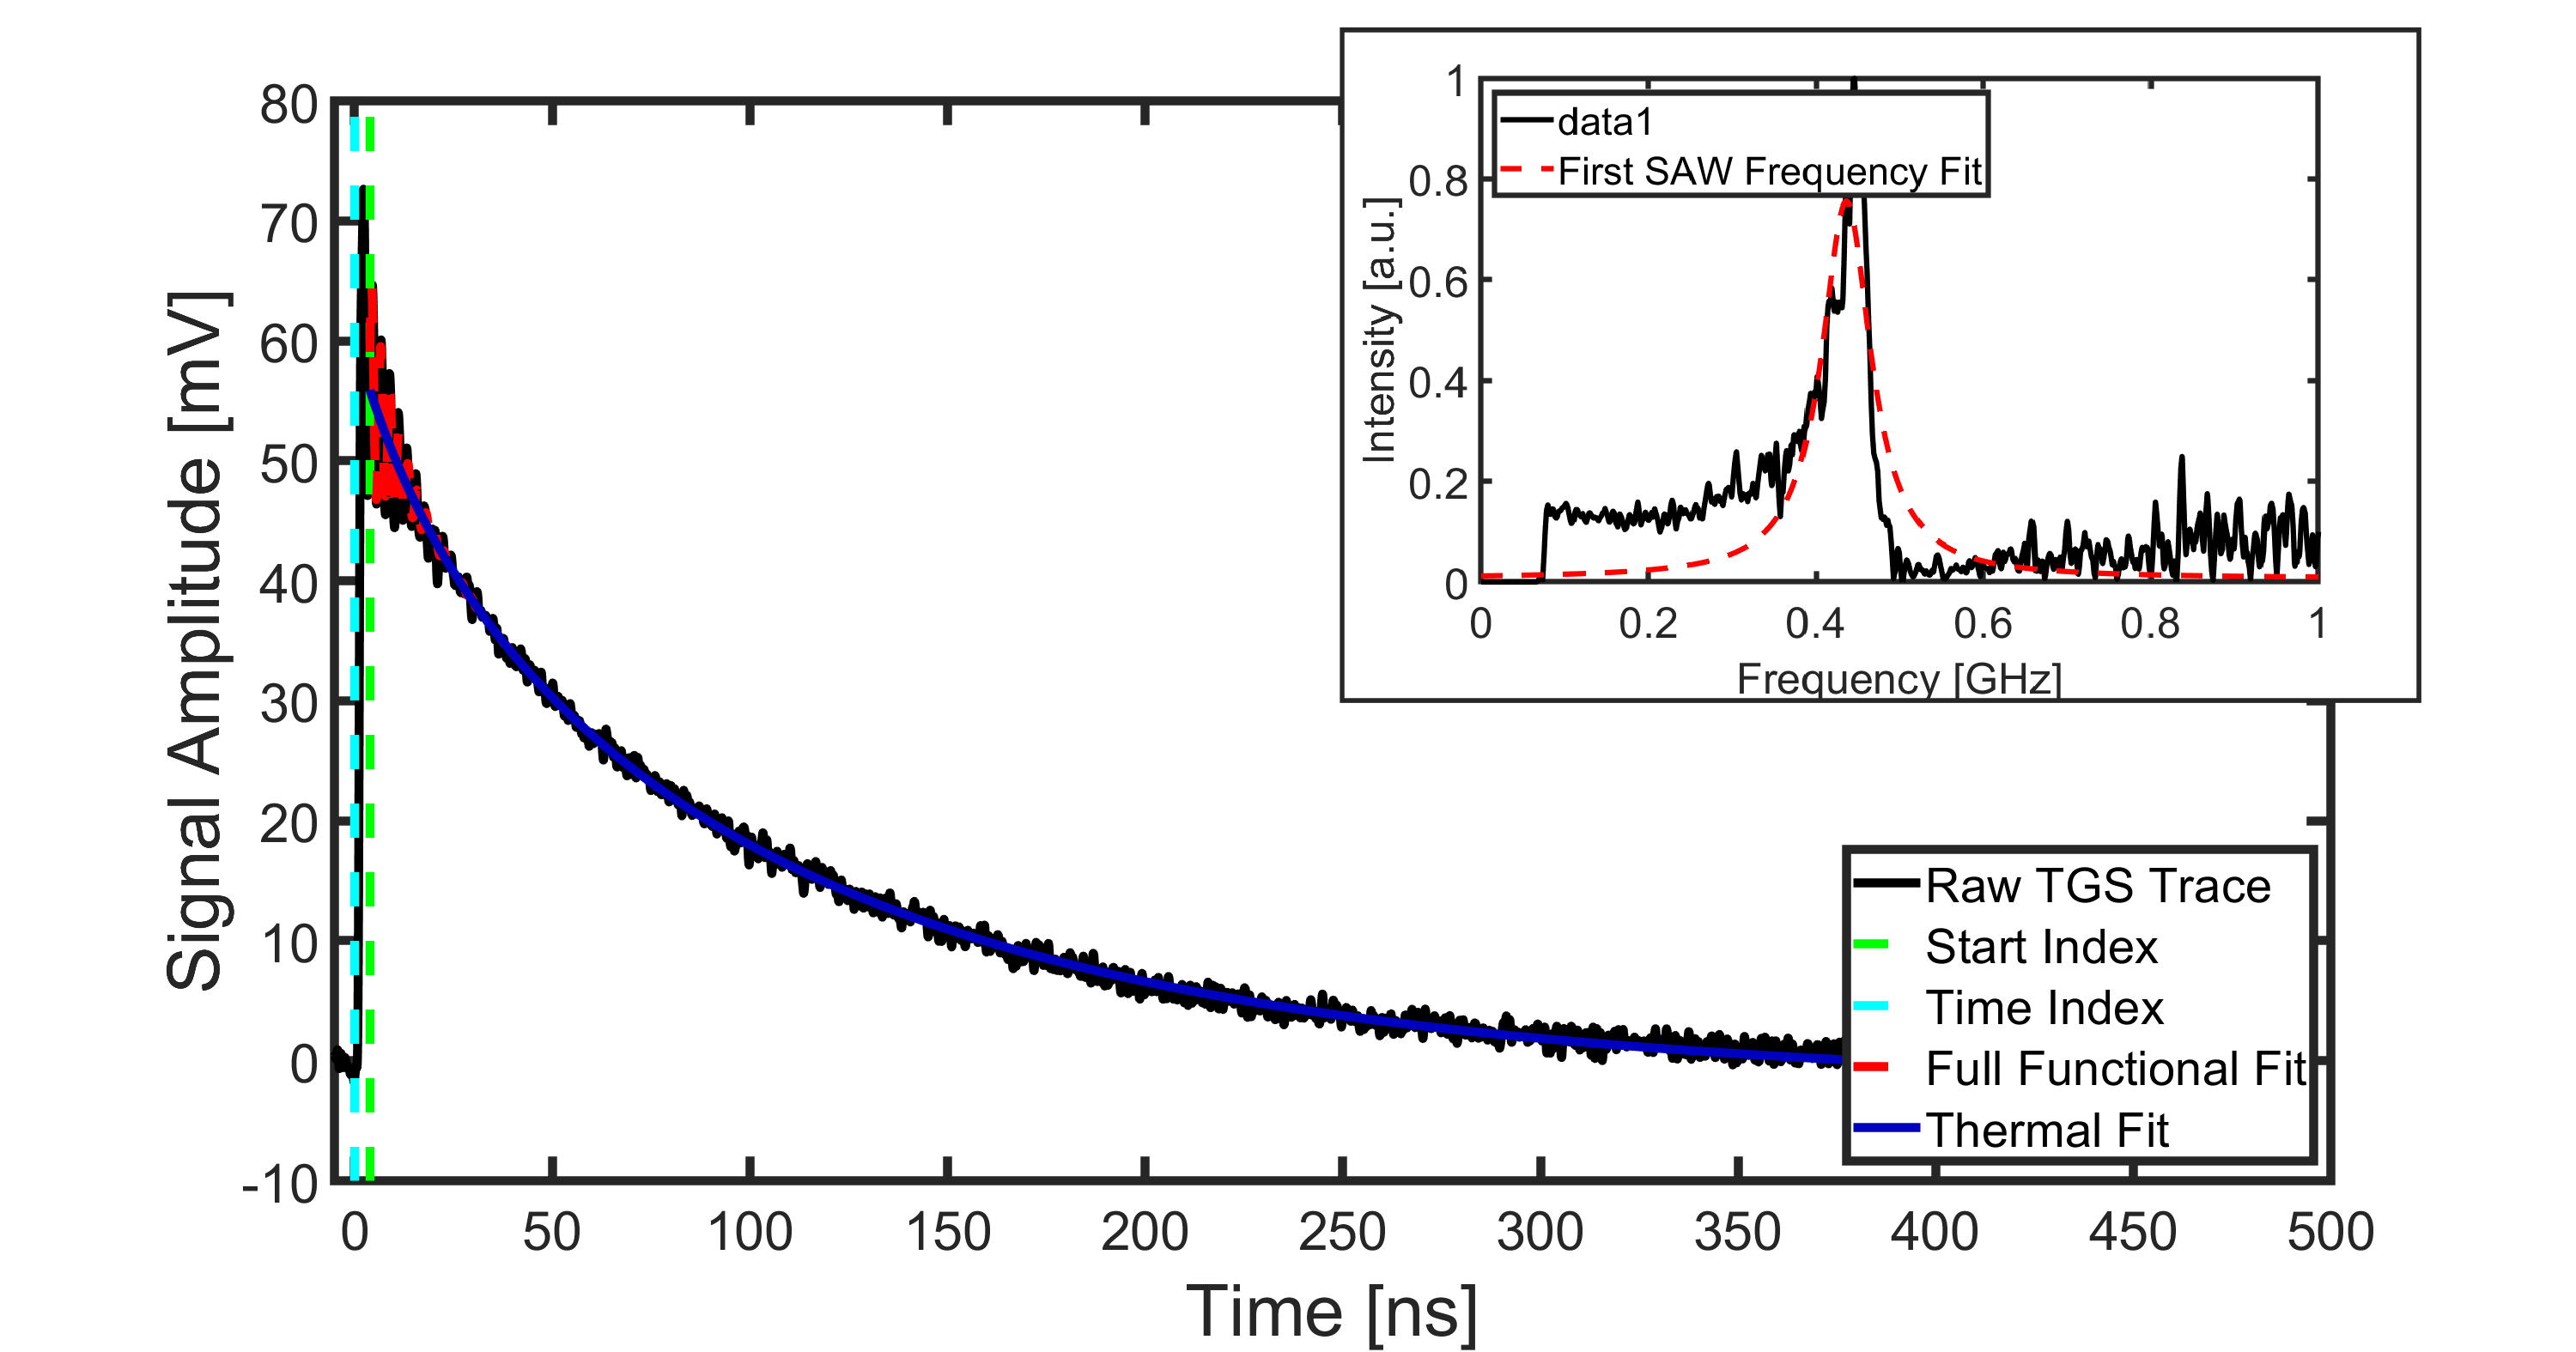 80
70
60
50
40
30
20
10
0
-10
Signal Amplitude [mV]
0 50 100 150 200 250 300 350 400 450 500
Time [ns]
1
0.8
0.6
0.4
0.2
0
Intensity [a.u.]
data1
First SAW Frequency Fit
0 0.2 0.4 0.6 0.8 1
Frequency [GHz]
Raw TGS Trace
Start Index
Time Index
Full Functional Fit
Thermal Fit